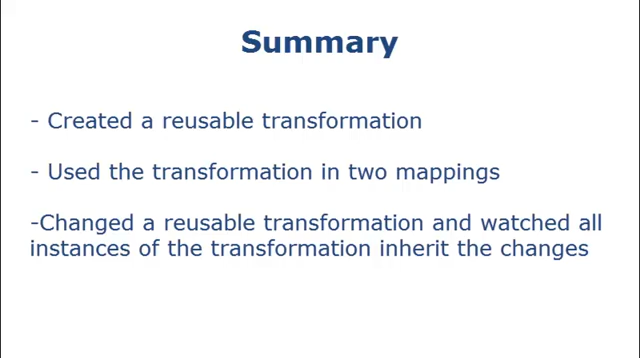 Summary
- Created a reusable transformation
- Used the transformation in two mappings
-Changed a reusable transformation and watched all
instances of the transformation inherit the changes